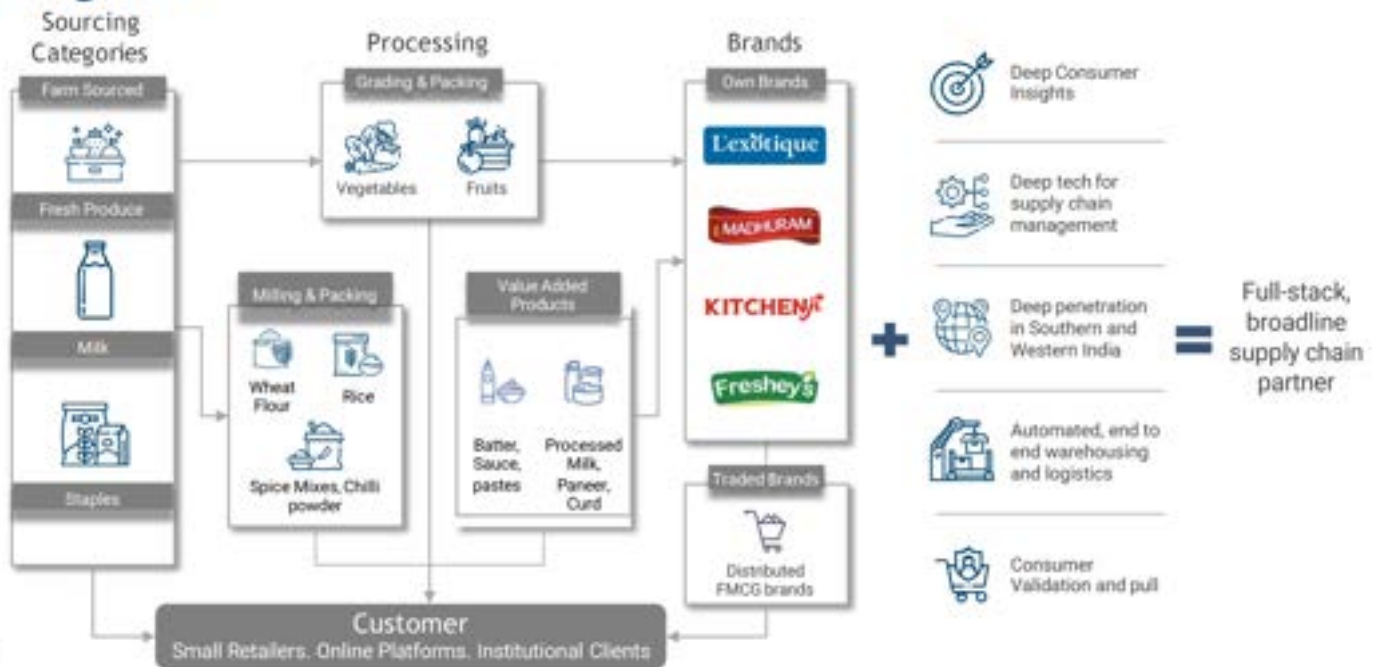 Sourcing
Categories
Farm Sourced
Fresh Produce
Milk
Staples
Processing
Grading & Packing
Vegetables
Fruits
Milling & Packing
Wheat
Flour
Rice
Spice Mixes, Chilli
powder
Value Added
Products
Batter,
Sauce,
pastes
Processed
Milk,
Paneer,
Curd
Brands
Own Brands
L'exotique
MADHURAM
KITCHENji
Freshey's
Traded Brands
Distributed
FMCG brands
Customer
Small Retailers. Online Platforms. Institutional Clients
+
Deep Consumer
Insights
Deep tech for
supply chain
management
Deep penetration
in Southern and
Western India
Automated, end to
end warehousing
and logistics
Consumer
Validation and pull
=
Full-stack,
broadline
supply chain
partner